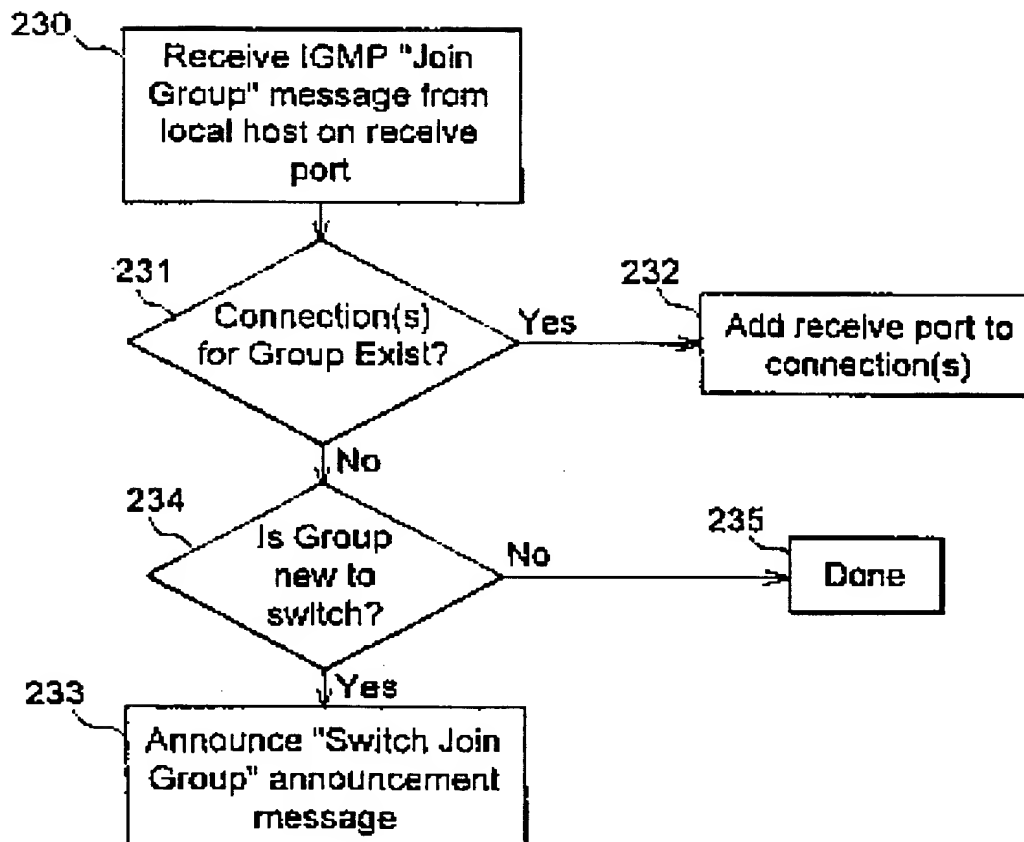 230
Receive IGMP "Join
Group" message from
local host on receive
port
231
Connection(s)
for Group Exist?
Yes
232
Add receive port to
connection(s)
No
234
Is Group
new to
switch?
No
235
Done
Yes
233
Announce "Switch Join
Group" announcement
message